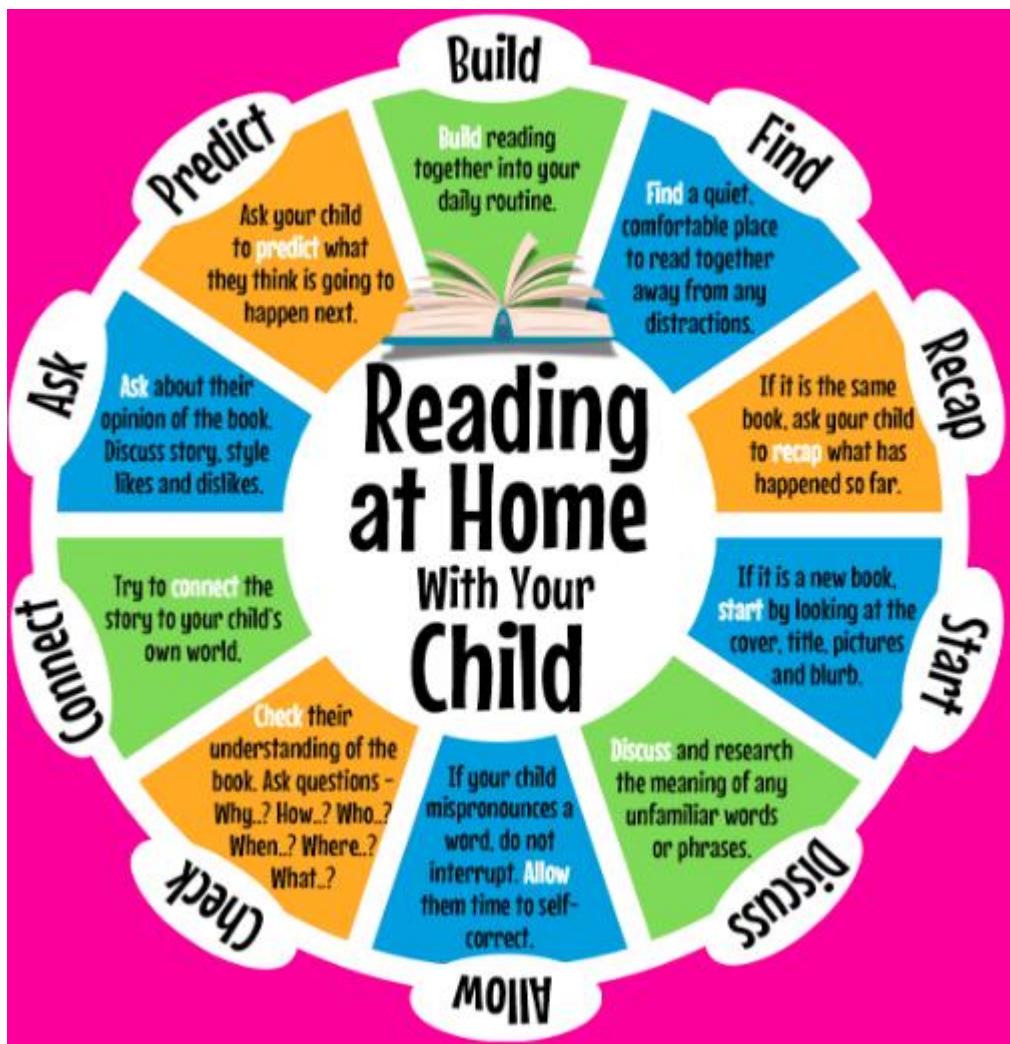 Build
Build reading
together into your
daily routine.
Find
Find a quiet,
comfortable place
to read together
away from any
distractions.
Recap
If it is the same
book, ask your child
to recap what has
happened so far.
Start
If it is a new book,
start by looking at the
cover, title, pictures
and blurb.
Discuss
Discuss and research
the meaning of any
unfamiliar words
or phrases.
Allow
If your child
mispronounces a
word, do not
interrupt. Allow
them time to self-
correct.
Check
Check their
understanding of the
book. Ask questions –
Why..? How..? Who..?
When..? Where..?
What..?
Connect
Try to connect the
story to your child's
own world.
Ask
Ask about their
opinion of the book.
Discuss story, style
likes and dislikes.
Predict
Ask your child
to predict what
they think is going to
happen next.
Reading
at Home
With Your
Child